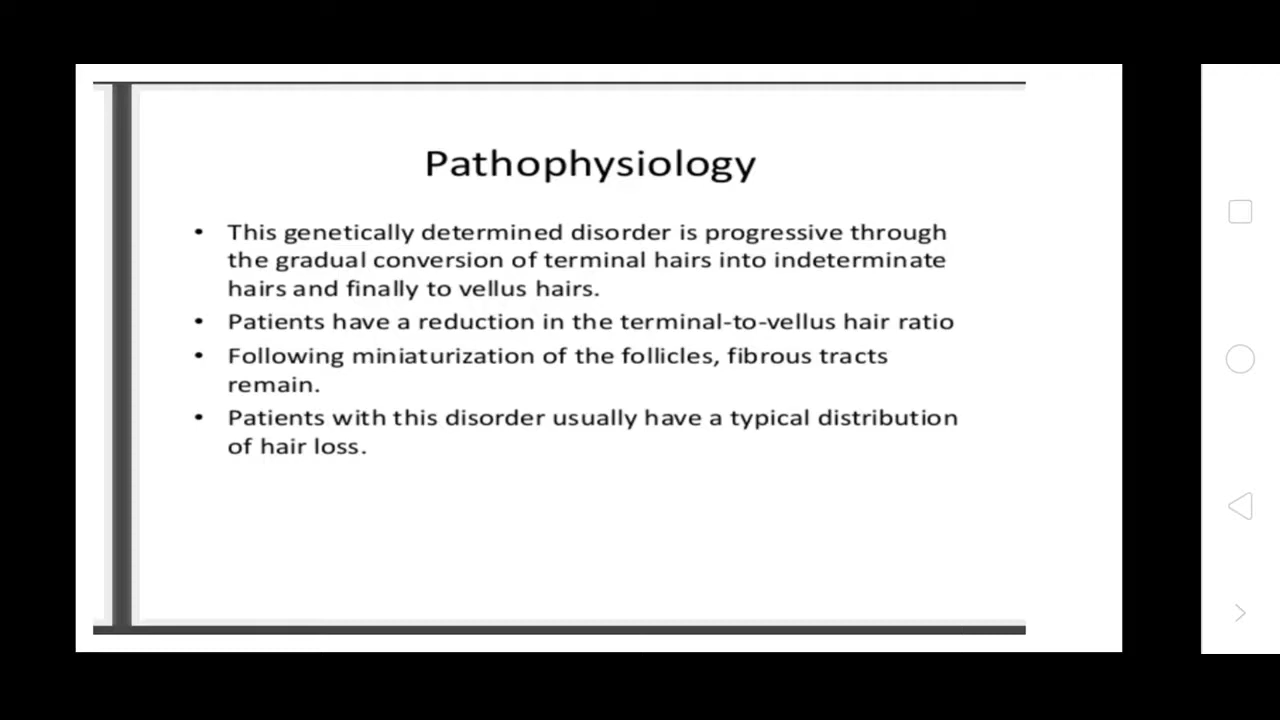 Pathophysiology
• This genetically determined disorder is progressive through
the gradual conversion of terminal hairs into indeterminate
hairs and finally to vellus hairs.
• Patients have a reduction in the terminal-to-vellus hair ratio
• Following miniaturization of the follicles, fibrous tracts
remain.
• Patients with this disorder usually have a typical distribution
of hair loss.